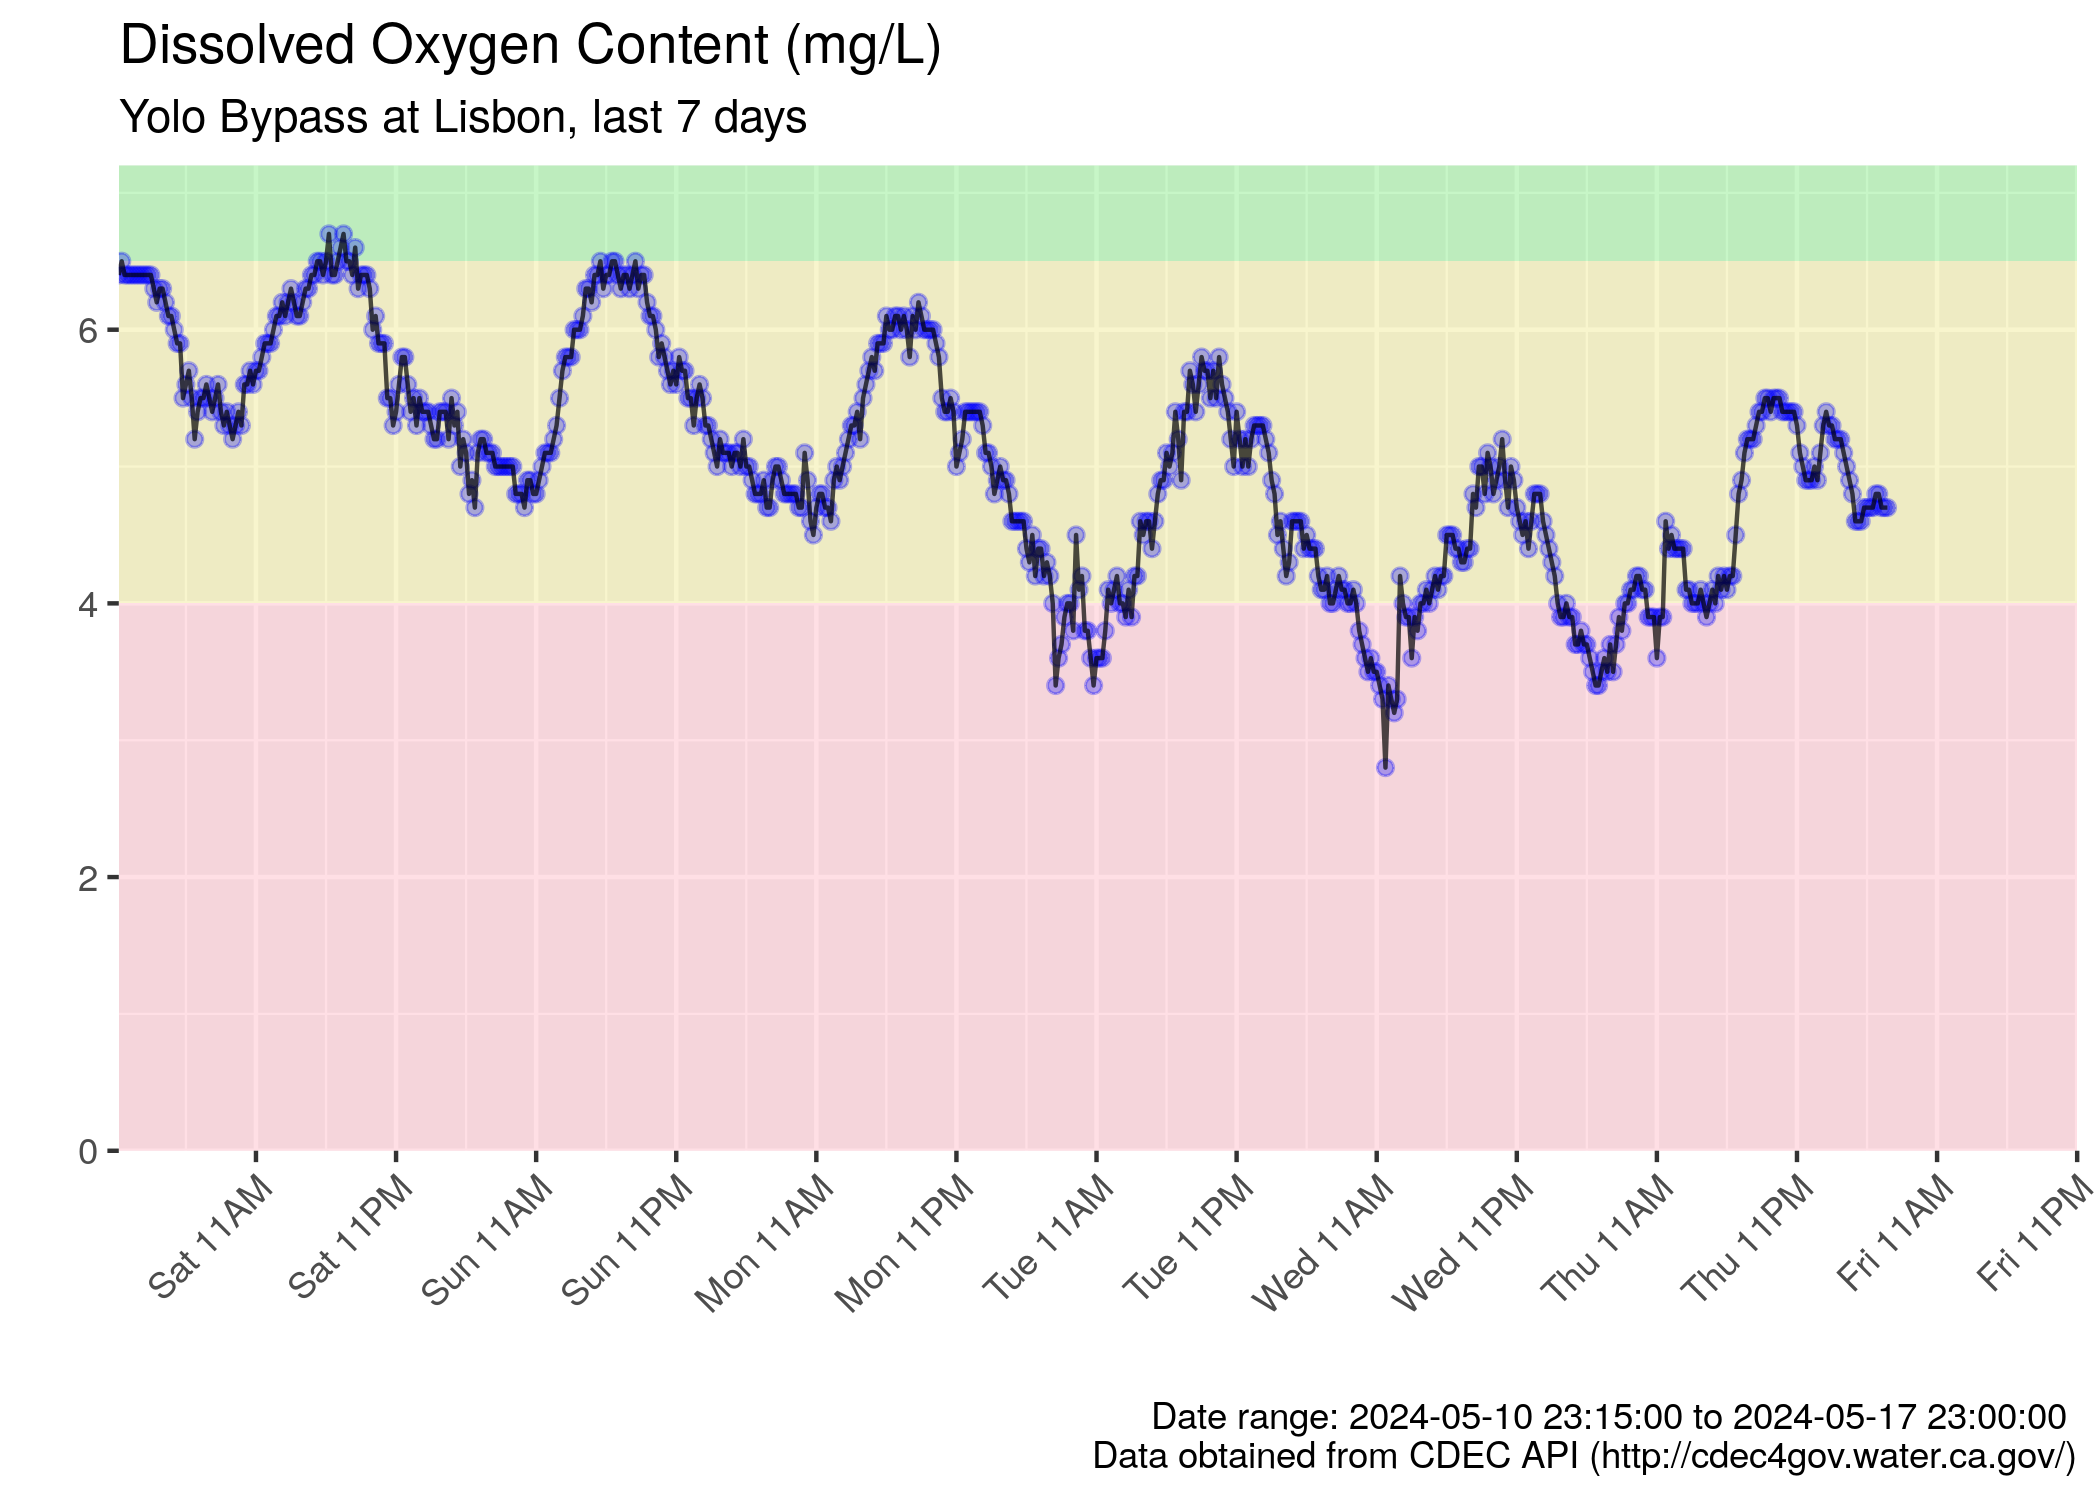 Dissolved Oxygen Content (mg/L)
Yolo Bypass at Lisbon, last 7 days
6
4
2
0
Sat 11AM
Sat 11PM
Sun 11AM
Sun 11PM
Mon 11AM
Mon 11PM
Tue 11AM
Tue 11PM
Wed 11AM
Wed 11PM
Thu 11AM
Thu 11PM
Fri 11AM
Fri 11PM
Date range: 2024-05-10 23:15:00 to 2024-05-17 23:00:00
Data obtained from CDEC API (http://cdec4gov.water.ca.gov/)